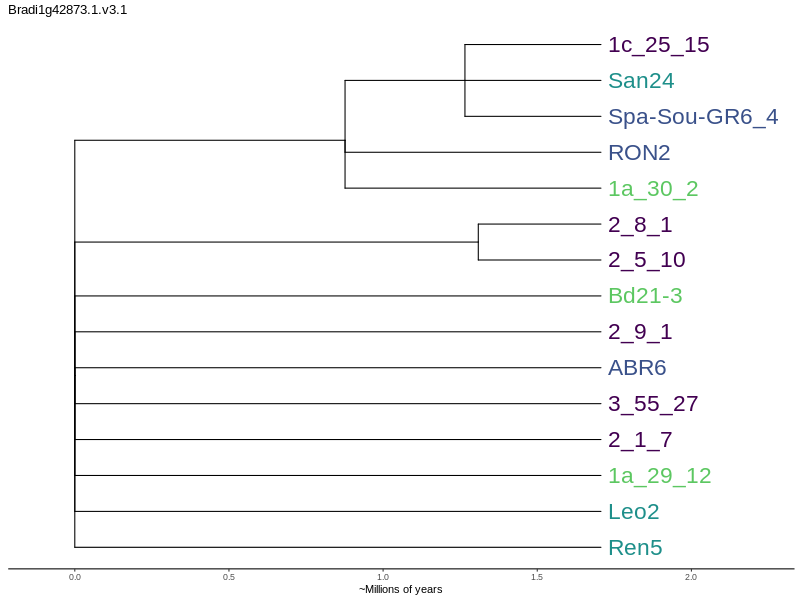 Bradi1g42873.1.v3.1
1c_25_15
San24
Spa-Sou-GR6_4
RON2
1a_30_2
2_8_1
2_5_10
Bd21-3
2_9_1
ABR6
3_55_27
2_1_7
1a_29_12
Leo2
Ren5
0.0 0.5 1.0 1.5 2.0
~Millions of years